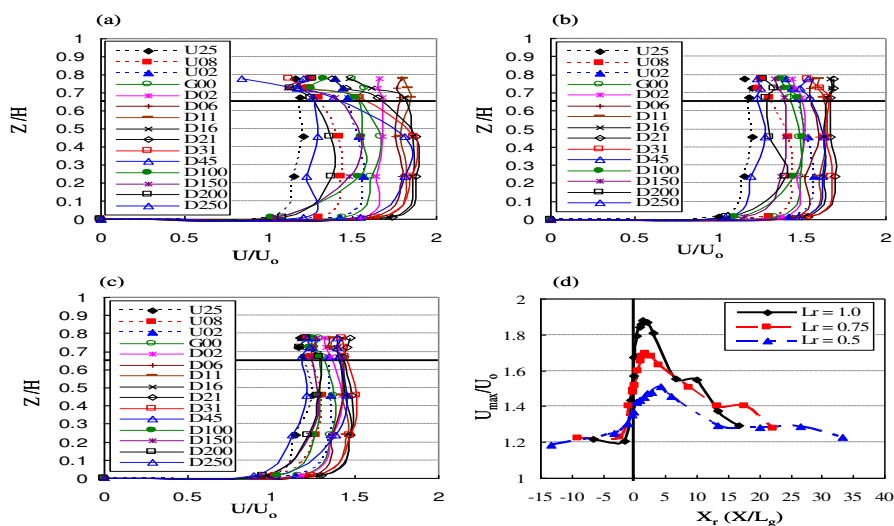 (a)
Z/H
1
0.9
0.8
0.7
0.6
0.5
0.4
0.3
0.2
0.1
0
U25
U08
U02
G00
D02
D06
D11
D16
D21
D31
D45
D100
D150
D200
D250
0
0.5
1
1.5
2
U/Uo
(b)
Z/H
1
0.9
0.8
0.7
0.6
0.5
0.4
0.3
0.2
0.1
0
U25
U08
U02
G00
D02
D06
D11
D16
D21
D31
D45
D100
D150
D200
D250
0
0.5
1
1.5
2
U/Uo
(c)
Z/H
1
0.9
0.8
0.7
0.6
0.5
0.4
0.3
0.2
0.1
0
U25
U08
U02
G00
D02
D06
D11
D16
D21
D31
D45
D100
D150
D200
D250
0
0.5
1
1.5
2
U/Uo
(d)
Umax/Uo
2
1.8
1.6
1.4
1.2
1
Lr = 1.0
Lr = 0.75
Lr = 0.5
-15 -10 -5 0 5 10 15 20 25 30 35
Xr (X/Lg)